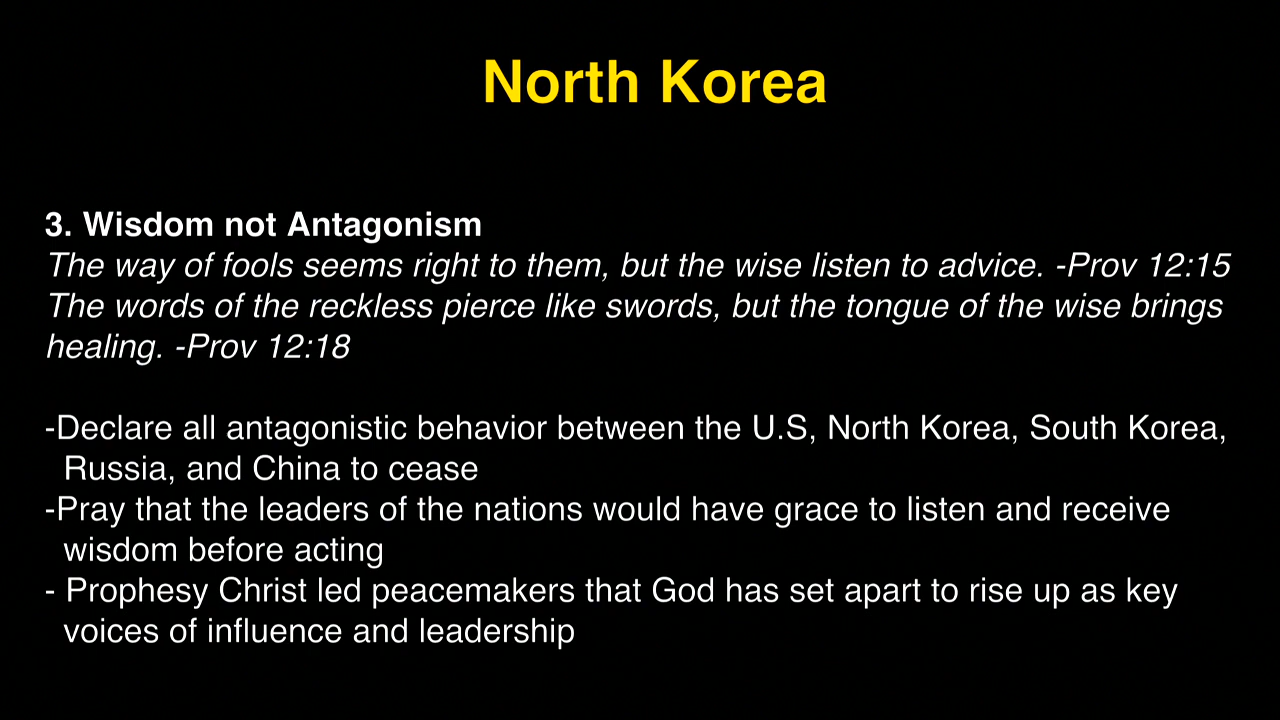 North Korea
3. Wisdom not Antagonism
The way of fools seems right to them, but the wise listen to advice. -Prov 12:15
The words of the reckless pierce like swords, but the tongue of the wise brings
healing. -Prov 12:18
-Declare all antagonistic behavior between the U.S, North Korea, South Korea,
Russia, and China to cease
-Pray that the leaders of the nations would have grace to listen and receive
wisdom before acting
- Prophesy Christ led peacemakers that God has set apart to rise up as key
voices of influence and leadership